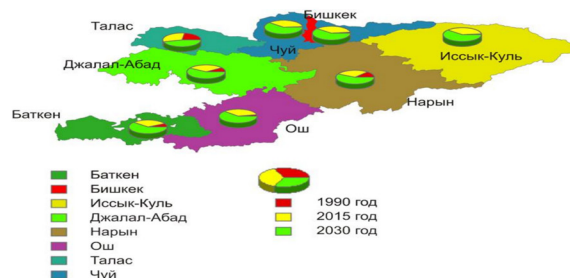 Бишкек
Талас
Чуй
Джалал-Абад
Иссык-Куль
Нарын
Баткен
Ош
Баткен
Бишкек
Иссык-Куль
Джалал-Абад
Нарын
Ош
Талас
Чуй
1990 год
2015 год
2030 год